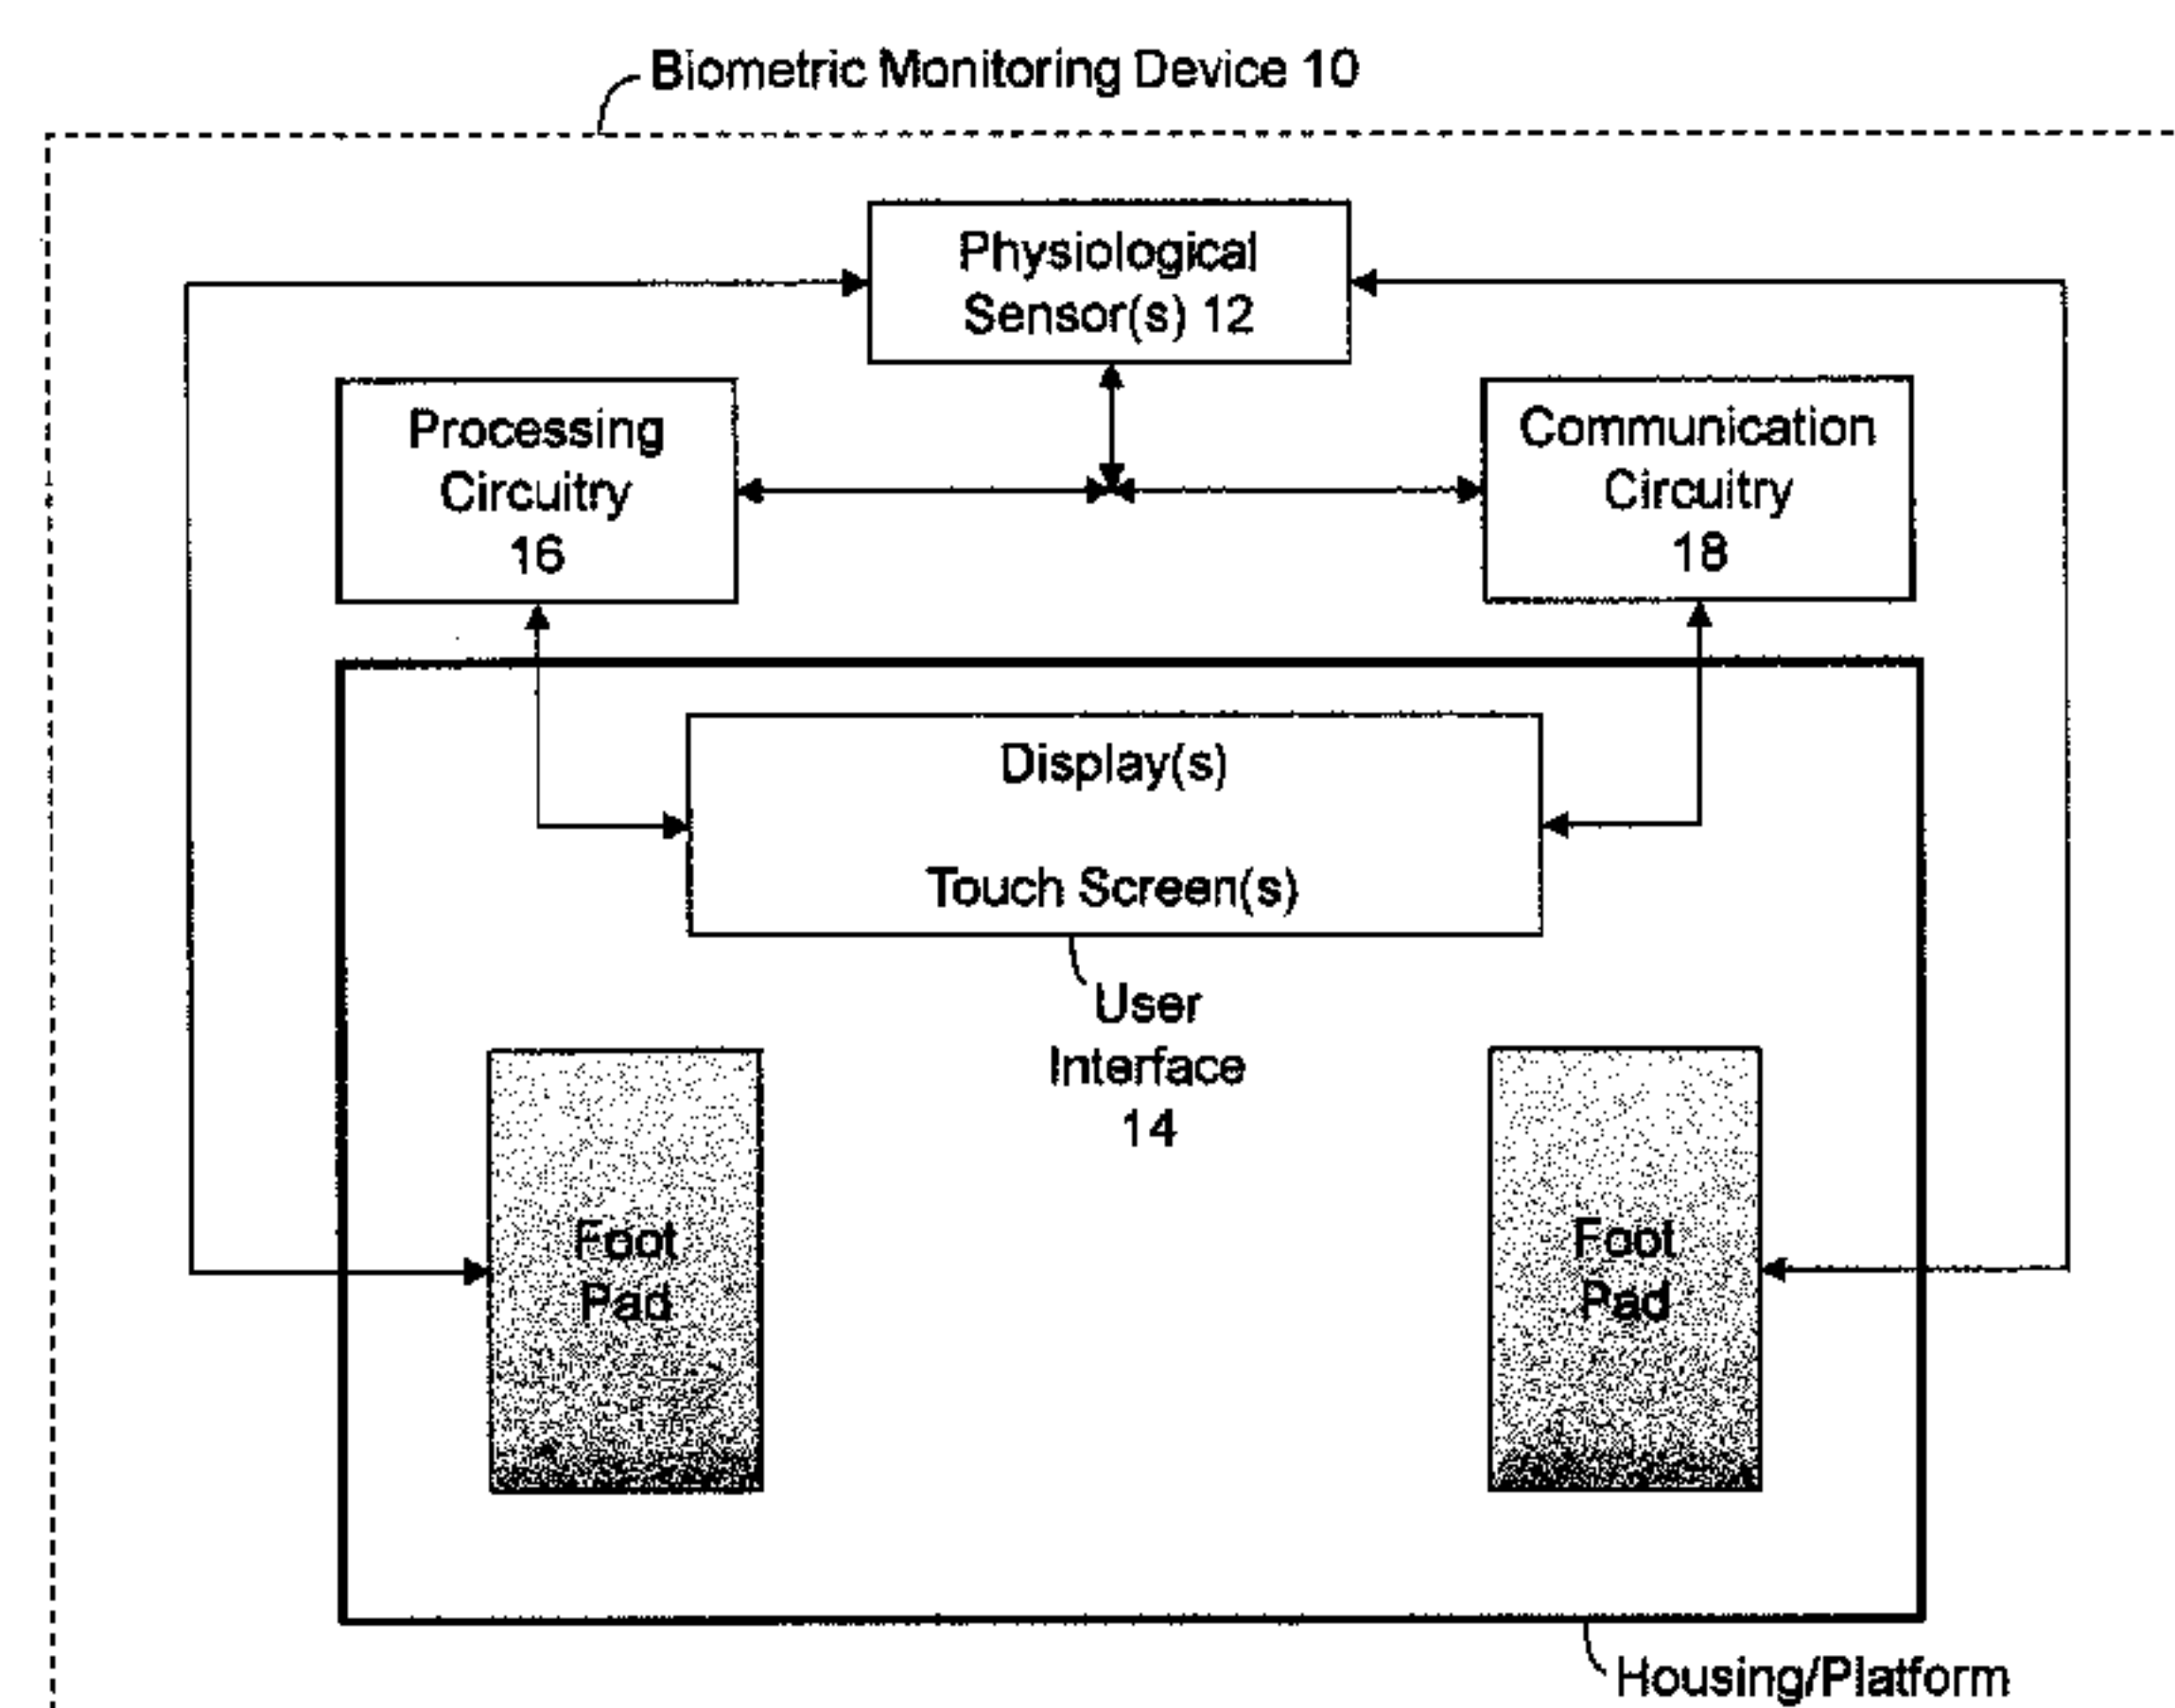 Biometric Monitoring Device 10
Physiological
Sensor(s) 12
Processing
Circuitry
16
Communication
Circuitry
18
Display(s)
Touch Screen(s)
User
Interface
14
Foot
Pad
Foot
Pad
Housing/Platform